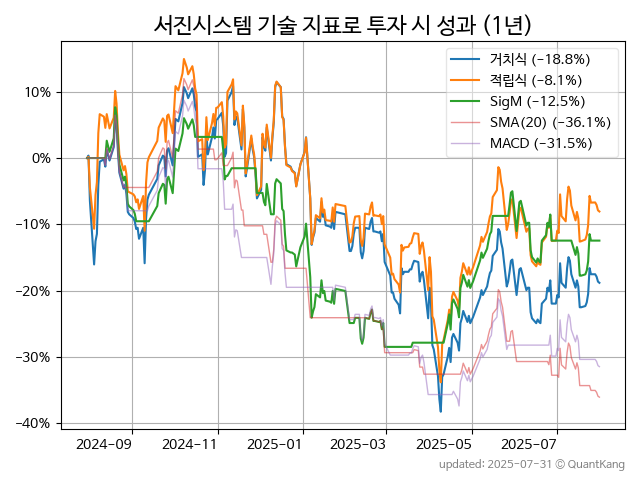 서진시스템 기술 지표로 투자 시 성과 (1년)
거치식 (−18.8%)
적립식 (−8.1%)
SigM (−12.5%)
SMA(20) (−36.1%)
MACD (−31.5%)
10%
0%
−10%
−20%
−30%
−40%
2024-09 2024-11 2025-01 2025-03 2025-05 2025-07
updated: 2025-07-31 © QuantKang